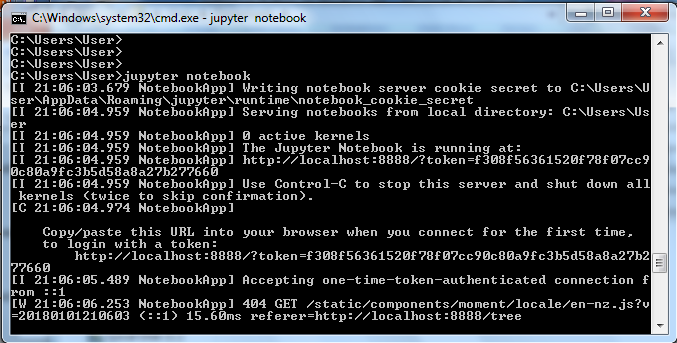 C:\Windows\system32\cmd.exe - jupyter notebook
C:\Users\User>
C:\Users\User>
C:\Users\User>
C:\Users\User>jupyter notebook
[I 21:06:03.679 NotebookApp] Writing notebook server cookie secret to C:\Users\U
ser\AppData\Roaming\jupyter\runtime\notebook_cookie_secret
[I 21:06:04.959 NotebookApp] Serving notebooks from local directory: C:\Users\Us
er
[I 21:06:04.959 NotebookApp] 0 active kernels
[I 21:06:04.959 NotebookApp] The Jupyter Notebook is running at:
[I 21:06:04.959 NotebookApp] http://localhost:8888/?token=f308f56361520f78f07cc9
0c80a9fc3b5d58a8a27b277660
[I 21:06:04.959 NotebookApp] Use Control-C to stop this server and shut down all
kernels (twice to skip confirmation).
[C 21:06:04.974 NotebookApp]
Copy/paste this URL into your browser when you connect for the first time,
to login with a token:
http://localhost:8888/?token=f308f56361520f78f07cc90c80a9fc3b5d58a8a27b2
77660
[I 21:06:05.489 NotebookApp] Accepting one-time-token-authenticated connection f
rom ::1
[W 21:06:06.253 NotebookApp] 404 GET /static/components/moment/locale/en-nz.js?v
=20180101210603 (::1) 15.60ms referer=http://localhost:8888/tree